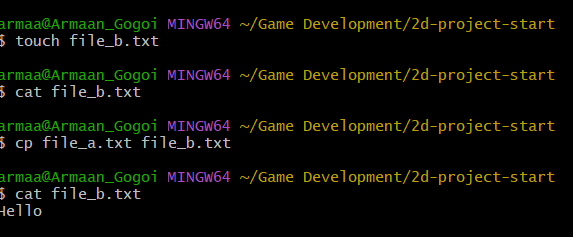 armaa@Armaan_Gogoi MINGW64 ~/Game Development/2d-project-start
$ touch file_b.txt
armaa@Armaan_Gogoi MINGW64 ~/Game Development/2d-project-start
$ cat file_b.txt
armaa@Armaan_Gogoi MINGW64 ~/Game Development/2d-project-start
$ cp file_a.txt file_b.txt
armaa@Armaan_Gogoi MINGW64 ~/Game Development/2d-project-start
$ cat file_b.txt
Hello